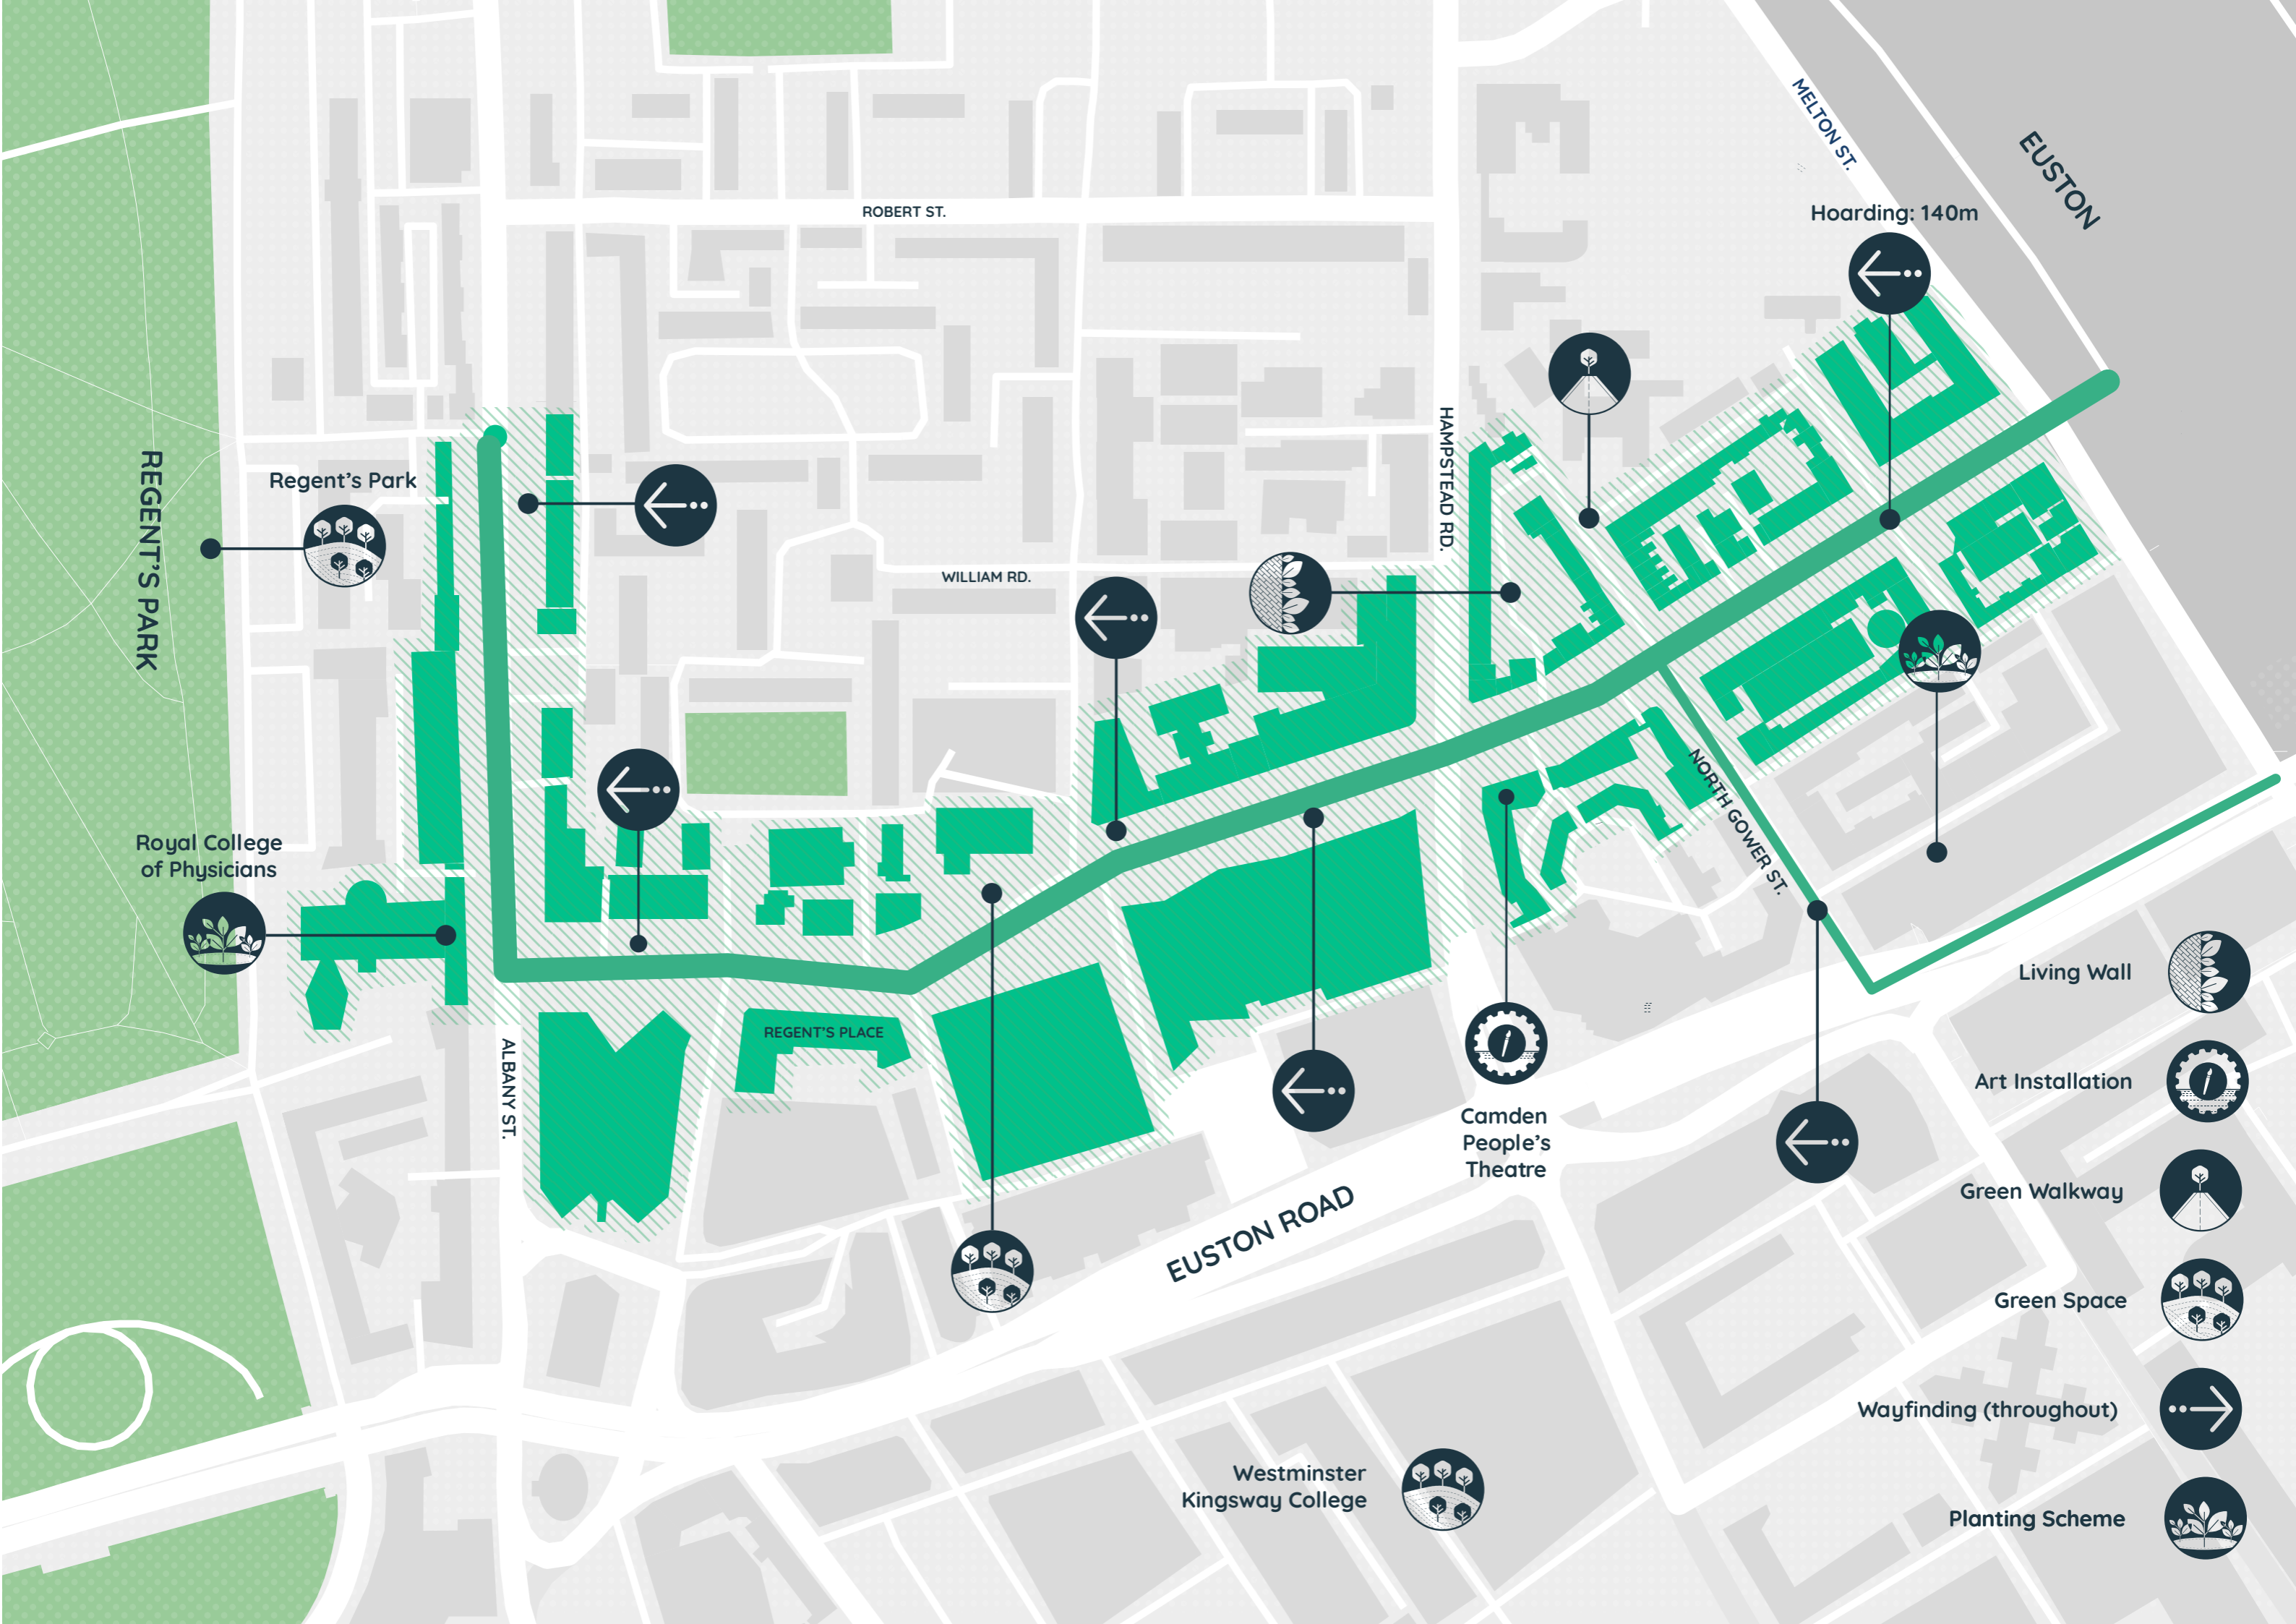 MELTON ST.
EUSTON
ROBERT ST.
Hoarding: 140m
HAMPSTEAD RD.
REGENT'S PARK
Regent's Park
WILLIAM RD.
NORTH GOWER ST.
Royal College
of Physicians
REGENT'S PLACE
ALBANY ST.
Camden
People's
Theatre
EUSTON ROAD
Living Wall
Art Installation
Green Walkway
Green Space
Wayfinding (throughout)
Planting Scheme
Westminster
Kingsway College